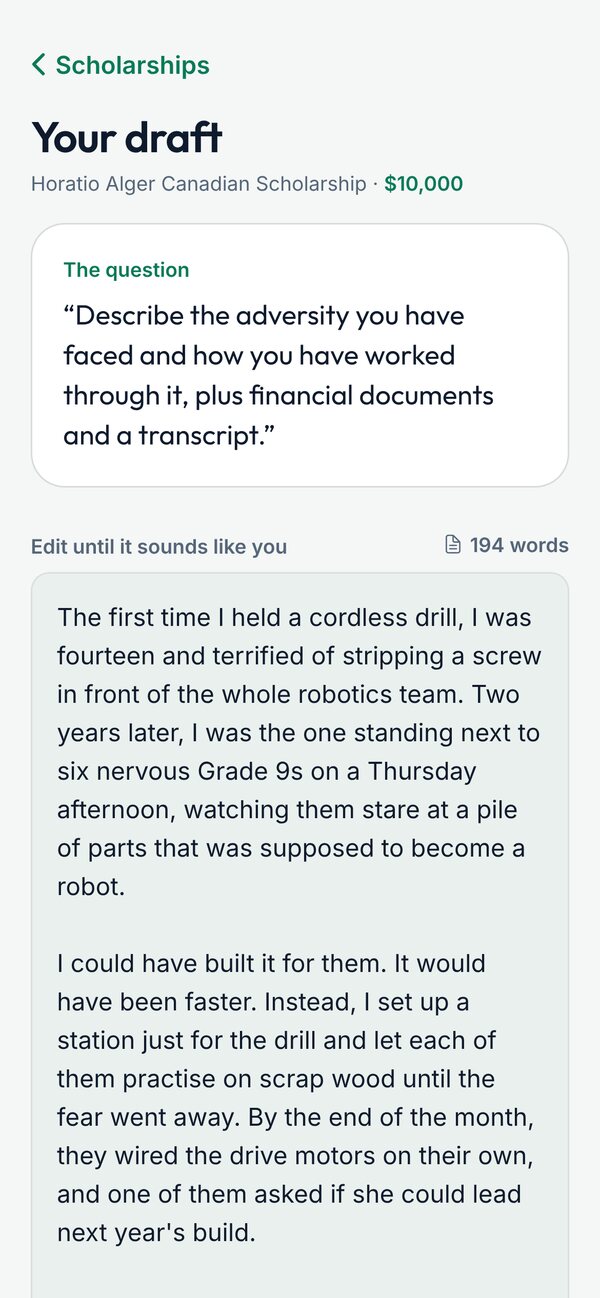 Scholarships
Your draft
Horatio Alger Canadian Scholarship · $10,000
The question
“Describe the adversity you have
faced and how you have worked
through it, plus financial documents
and a transcript.”
Edit until it sounds like you
194 words
The first time I held a cordless drill, I was
fourteen and terrified of stripping a screw
in front of the whole robotics team. Two
years later, I was the one standing next to
six nervous Grade 9s on a Thursday
afternoon, watching them stare at a pile
of parts that was supposed to become a
robot.
I could have built it for them. It would
have been faster. Instead, I set up a
station just for the drill and let each of
them practise on scrap wood until the
fear went away. By the end of the month,
they wired the drive motors on their own,
and one of them asked if she could lead
next year's build.